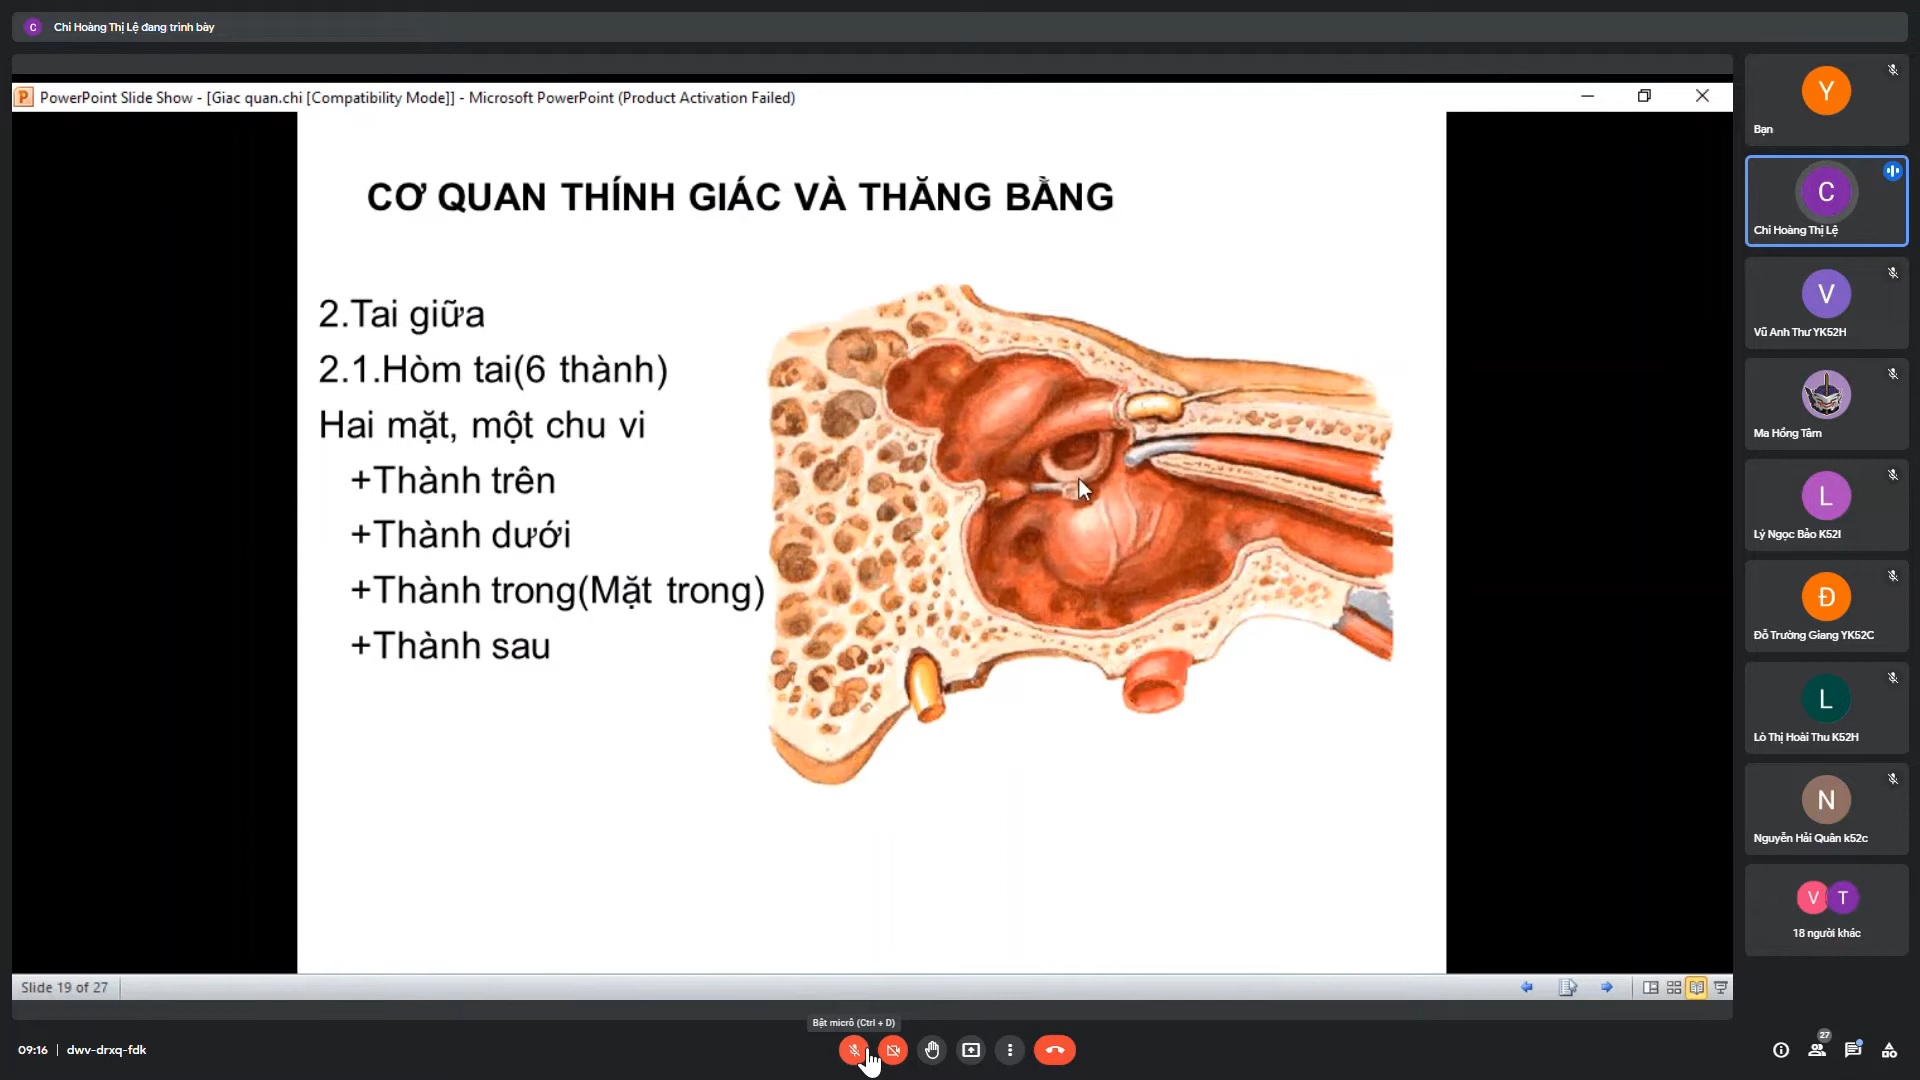 C
Chi Hoàng Thị Lệ đang trình bày
PowerPoint Slide Show - [Giac quan.chi [Compatibility Mode]] - Microsoft PowerPoint (Product Activation Failed)
CƠ QUAN THÍNH GIÁC VÀ THĂNG BẰNG
2.Tai giữa
2.1.Hòm tai(6 thành)
Hai mặt, một chu vi
+Thành trên
+Thành dưới
+Thành trong(Mặt trong)
+Thành sau
Slide 19 of 27
Y
Bạn
C
Chi Hoàng Thị Lệ
V
Vũ Anh Thư YK52H
Ma Hồng Tâm
L
Lý Ngọc Bảo K52I
Đ
Đỗ Trường Giang YK52C
L
Lò Thị Hoài Thu K52H
N
Nguyễn Hải Quân k52c
V T
18 người khác
Bật micrô (Ctrl + D)
09:16 | dwv-drxq-fdk
27